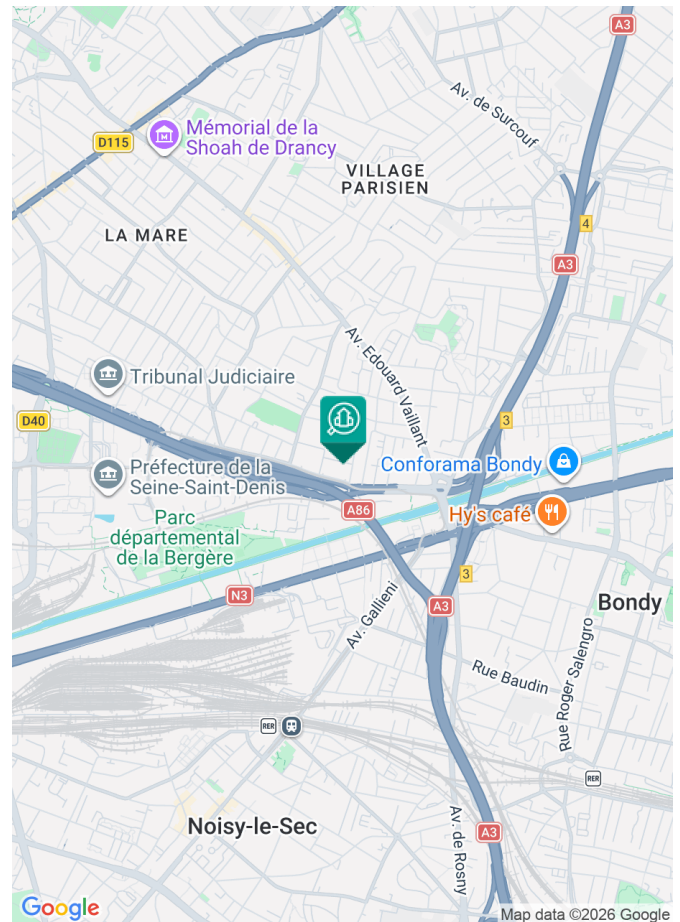 A3
Av. de Surcouf
D115
Mémorial de la
Shoah de Drancy
VILLAGE
PARISIEN
4
LA MARE
A3
Av. Edouard Vaillant
Tribunal Judiciaire
D40
3
Préfecture de la
Seine-Saint-Denis
Conforama Bondy
A86
Hy's café
Parc
départemental
de la Bergère
3
N3
A3
Bondy
Av. Gallieni
Rue Baudin
Rue Roger Salengro
RER
RER
Noisy-le-Sec
Av. de Rosny
A3
Google
Map data ©2026 Google